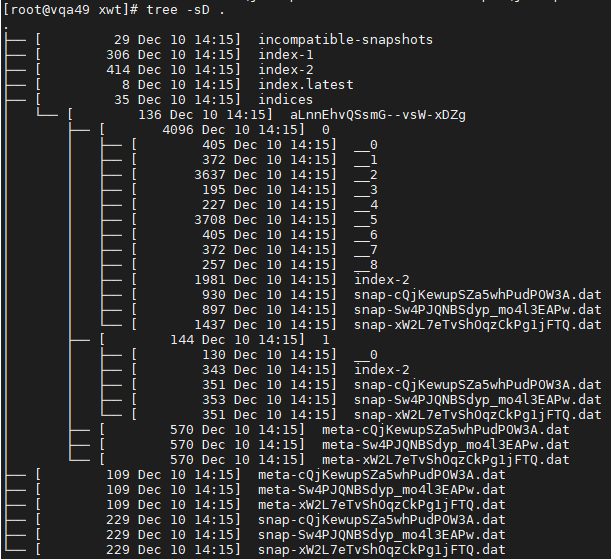 [root@vqa49 xwt]# tree -sD .
.
├── [         29 Dec 10 14:15]  incompatible-snapshots
├── [        306 Dec 10 14:15]  index-1
├── [        414 Dec 10 14:15]  index-2
├── [          8 Dec 10 14:15]  index.latest
├── [         35 Dec 10 14:15]  indices
│   └── [        136 Dec 10 14:15]  aLnnEhvQSsmG--vsW-xDZg
│       ├── [       4096 Dec 10 14:15]  0
│       │   ├── [        405 Dec 10 14:15]  __0
│       │   ├── [        372 Dec 10 14:15]  __1
│       │   ├── [       3637 Dec 10 14:15]  __2
│       │   ├── [        195 Dec 10 14:15]  __3
│       │   ├── [        227 Dec 10 14:15]  __4
│       │   ├── [       3708 Dec 10 14:15]  __5
│       │   ├── [        405 Dec 10 14:15]  __6
│       │   ├── [        372 Dec 10 14:15]  __7
│       │   ├── [        257 Dec 10 14:15]  __8
│       │   ├── [       1981 Dec 10 14:15]  index-2
│       │   ├── [        930 Dec 10 14:15]  snap-cQjKewupSZa5whPudPOW3A.dat
│       │   ├── [        897 Dec 10 14:15]  snap-Sw4PJQNBSdyp_mo4l3EAPw.dat
│       │   └── [       1437 Dec 10 14:15]  snap-xW2L7eTvShOqzCkPg1jFTQ.dat
│       ├── [        144 Dec 10 14:15]  1
│       │   ├── [        130 Dec 10 14:15]  __0
│       │   ├── [        343 Dec 10 14:15]  index-2
│       │   ├── [        351 Dec 10 14:15]  snap-cQjKewupSZa5whPudPOW3A.dat
│       │   ├── [        353 Dec 10 14:15]  snap-Sw4PJQNBSdyp_mo4l3EAPw.dat
│       │   └── [        351 Dec 10 14:15]  snap-xW2L7eTvShOqzCkPg1jFTQ.dat
│       ├── [        570 Dec 10 14:15]  meta-cQjKewupSZa5whPudPOW3A.dat
│       ├── [        570 Dec 10 14:15]  meta-Sw4PJQNBSdyp_mo4l3EAPw.dat
│       └── [        570 Dec 10 14:15]  meta-xW2L7eTvShOqzCkPg1jFTQ.dat
├── [        109 Dec 10 14:15]  meta-cQjKewupSZa5whPudPOW3A.dat
├── [        109 Dec 10 14:15]  meta-Sw4PJQNBSdyp_mo4l3EAPw.dat
├── [        109 Dec 10 14:15]  meta-xW2L7eTvShOqzCkPg1jFTQ.dat
├── [        229 Dec 10 14:15]  snap-cQjKewupSZa5whPudPOW3A.dat
├── [        229 Dec 10 14:15]  snap-Sw4PJQNBSdyp_mo4l3EAPw.dat
└── [        229 Dec 10 14:15]  snap-xW2L7eTvShOqzCkPg1jFTQ.dat